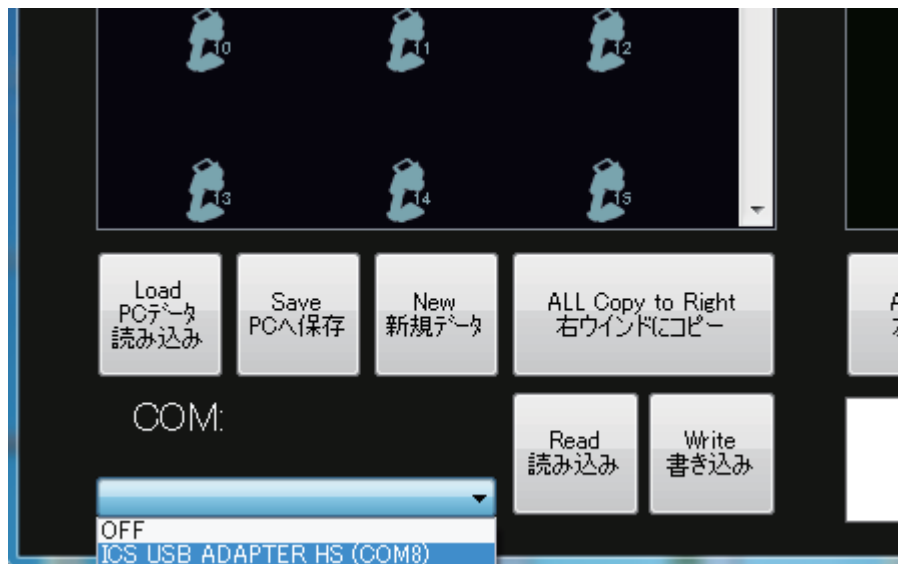 10
11
12
13
14
15
Load
PCデータ
読み込み
Save
PCへ保存
New
新規データ
ALL Copy to Right
右ウインドにコピー
COM:
Read
読み込み
Write
書き込み
OFF
ICS USB ADAPTER HS (COM8)